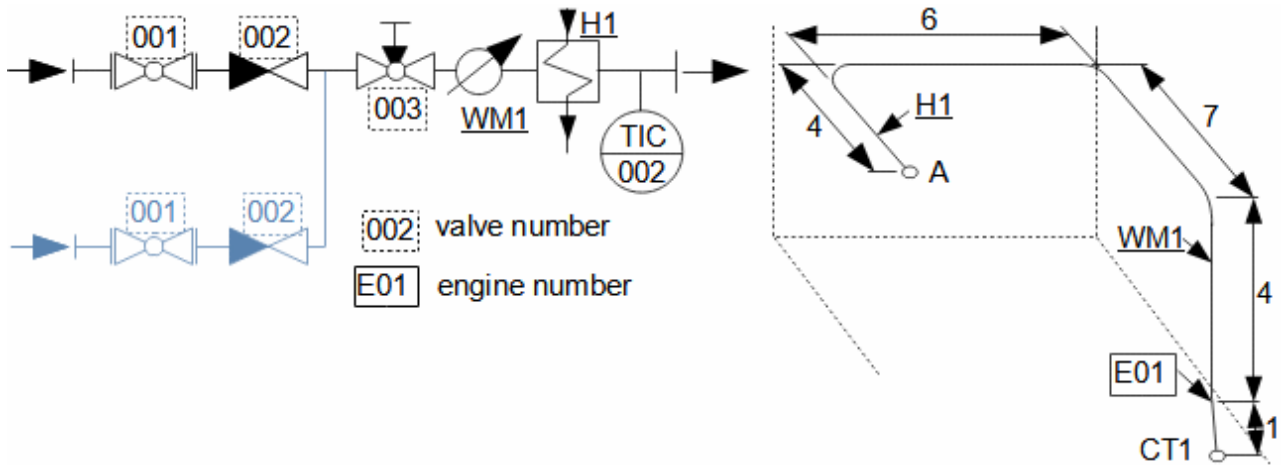 001
002
H1
6
003
WM1
TIC
002
4
H1
A
7
001
002
002 valve number
E01 engine number
WM1
4
E01
1
CT1